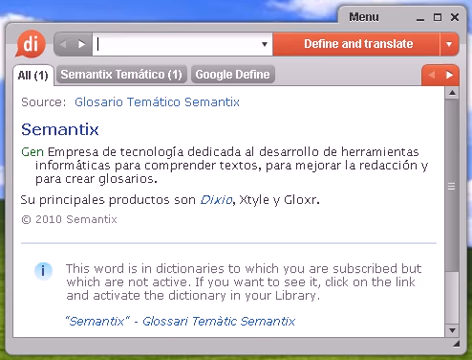 Menu
di
Define and translate
All (1)
Semantix Temático (1)
Google Define
Source: Glosario Temático Semantix
Semantix
Gen Empresa de tecnología dedicada al desarrollo de herramientas
informáticas para comprender textos, para mejorar la redacción y
para crear glosarios.
Su principales productos son Dixio, Xtyle y Gloxr.
© 2010 Semantix
i
This word is in dictionaries to which you are subscribed but
which are not active. If you want to see it, click on the link
and activate the dictionary in your Library.
"Semantix" - Glossari Temàtic Semantix